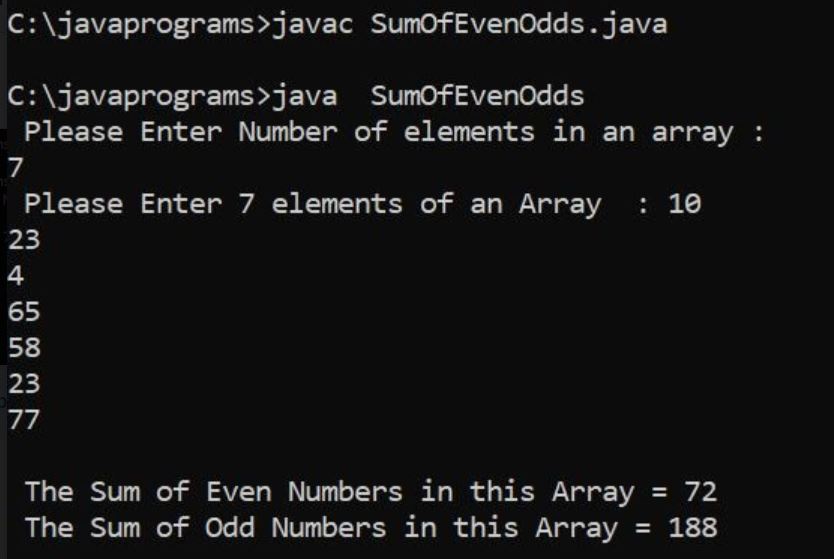 C:\javaprograms>javac SumOfEvenOdds.java
C:\javaprograms>java  SumOfEvenOdds
Please Enter Number of elements in an array :
7
Please Enter 7 elements of an Array  : 10
23
4
65
58
23
77
The Sum of Even Numbers in this Array = 72
The Sum of Odd Numbers in this Array = 188